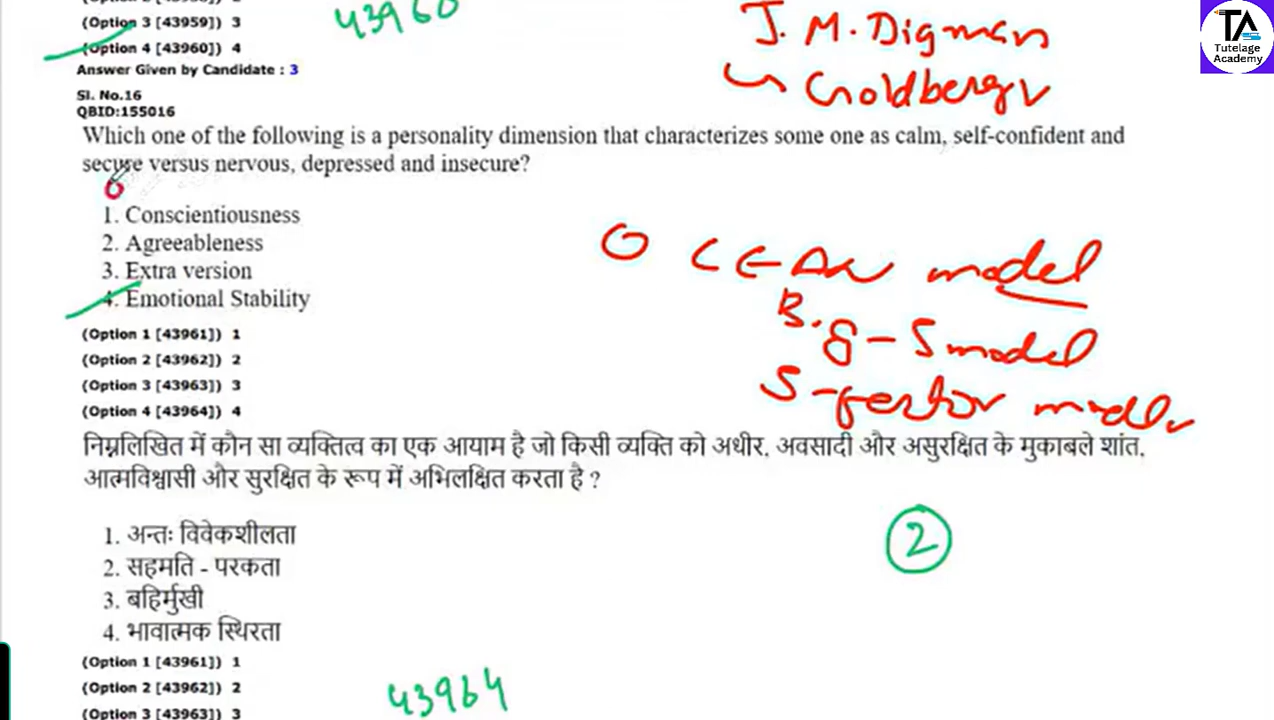 (Option 3 [43959]) 3
43960
(Option 4 [43960]) 4
Answer Given by Candidate : 3
J. M. Digman
Goldberg
TA
Tutelage
Academy
Sl. No.16
QBID:155016
Which one of the following is a personality dimension that characterizes some one as calm, self-confident and
secure versus nervous, depressed and insecure?
1. Conscientiousness
2. Agreeableness
3. Extra version
4. Emotional Stability
OCEAN model
Big-5 model
5-factor model
(Option 1 [43961]) 1
(Option 2 [43962]) 2
(Option 3 [43963]) 3
(Option 4 [43964]) 4
निम्नलिखित में कौन सा व्यक्तित्व का एक आयाम है जो किसी व्यक्ति को अधीर, अवसादी और असुरक्षित के मुकाबले शांत,
आत्मविश्वासी और सुरक्षित के रूप में अभिलक्षित करता है ?
2
1. अन्तः विवेकशीलता
2. सहमति - परकता
3. बहिर्मुखी
4. भावात्मक स्थिरता
(Option 1 [43961]) 1
(Option 2 [43962]) 2
43964
(Option 3 [43963]) 3